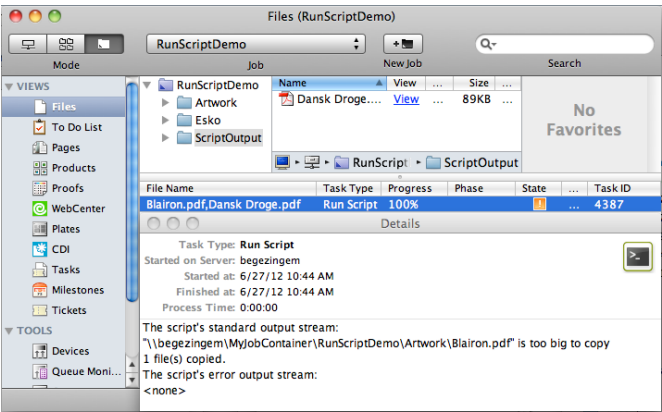 Files (RunScriptDemo)
RunScriptDemo
Mode
Job
New Job
Search
VIEWS
Files
To Do List
Pages
Products
Proofs
WebCenter
Plates
CDI
Tasks
Milestones
Tickets
TOOLS
Devices
Queue Moni...
RunScriptDemo
Artwork
Esko
ScriptOutput
Name View ... Size ...
Dansk Droge.... View ... 89KB ...
RunScript ScriptOutput
No
Favorites
File Name Task Type Progress Phase State ... Task ID
Blairon.pdf,Dansk Droge.pdf Run Script 100% ... 4387
Details
Task Type: Run Script
Started on Server: begezingem
Started at: 6/27/12 10:44 AM
Finished at: 6/27/12 10:44 AM
Process Time: 0:00:00
The script's standard output stream:
"\\begezingem\MyJobContainer\RunScriptDemo\Artwork\Blairon.pdf" is too big to copy
1 file(s) copied.
The script's error output stream:
<none>